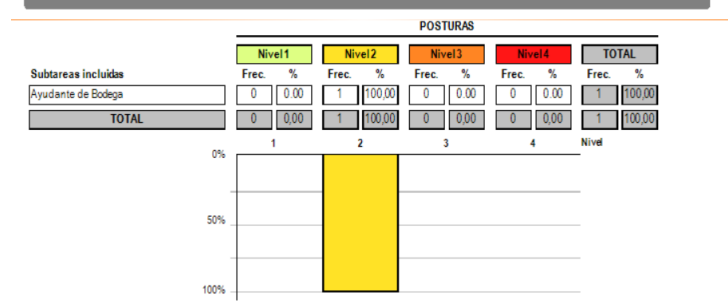 POSTURAS
Nivel1 Nivel2 Nivel3 Nivel4 TOTAL
Subtareas incluidas Frec. % Frec. % Frec. % Frec. % Frec. %
Ayudante de Bodega 0 0.00 1 100,00 0 0.00 0 0.00 1 100,00
TOTAL 0 0,00 1 100,00 0 0,00 0 0,00 1 100,00
1 2 3 4 Nivel
0%
50%
100%